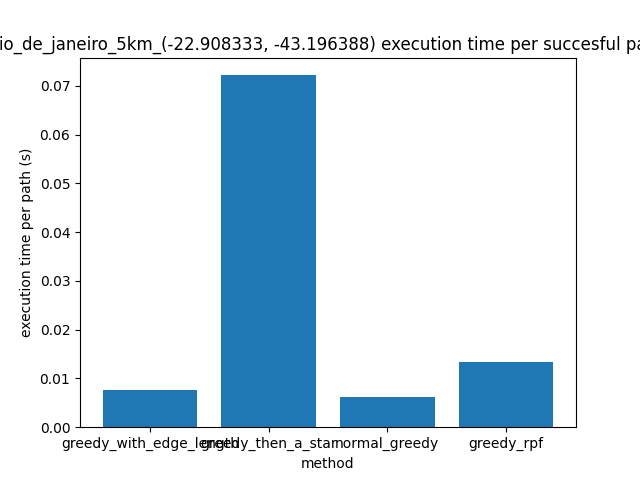 io_de_janeiro_5km_(-22.908333, -43.196388) execution time per succesful pa
0.07
0.06
0.05
0.04
0.03
0.02
0.01
0.00
execution time per path (s)
greedy_with_edge_length greedy_then_a_star normal_greedy greedy_rpf
method